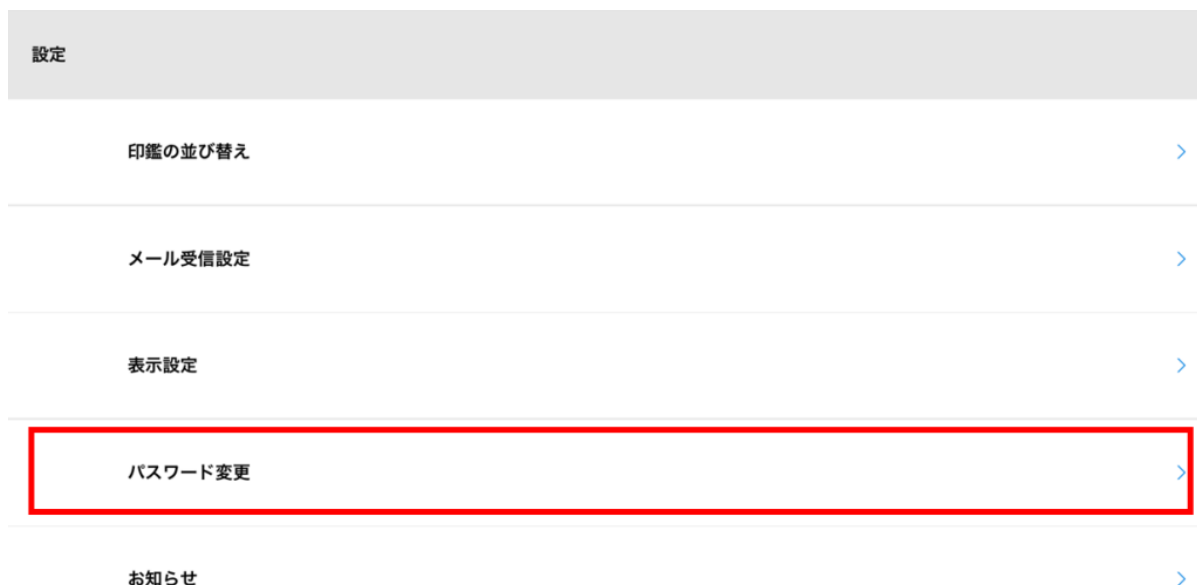 設定
印鑑の並び替え
メール受信設定
表示設定
パスワード変更
お知らせ